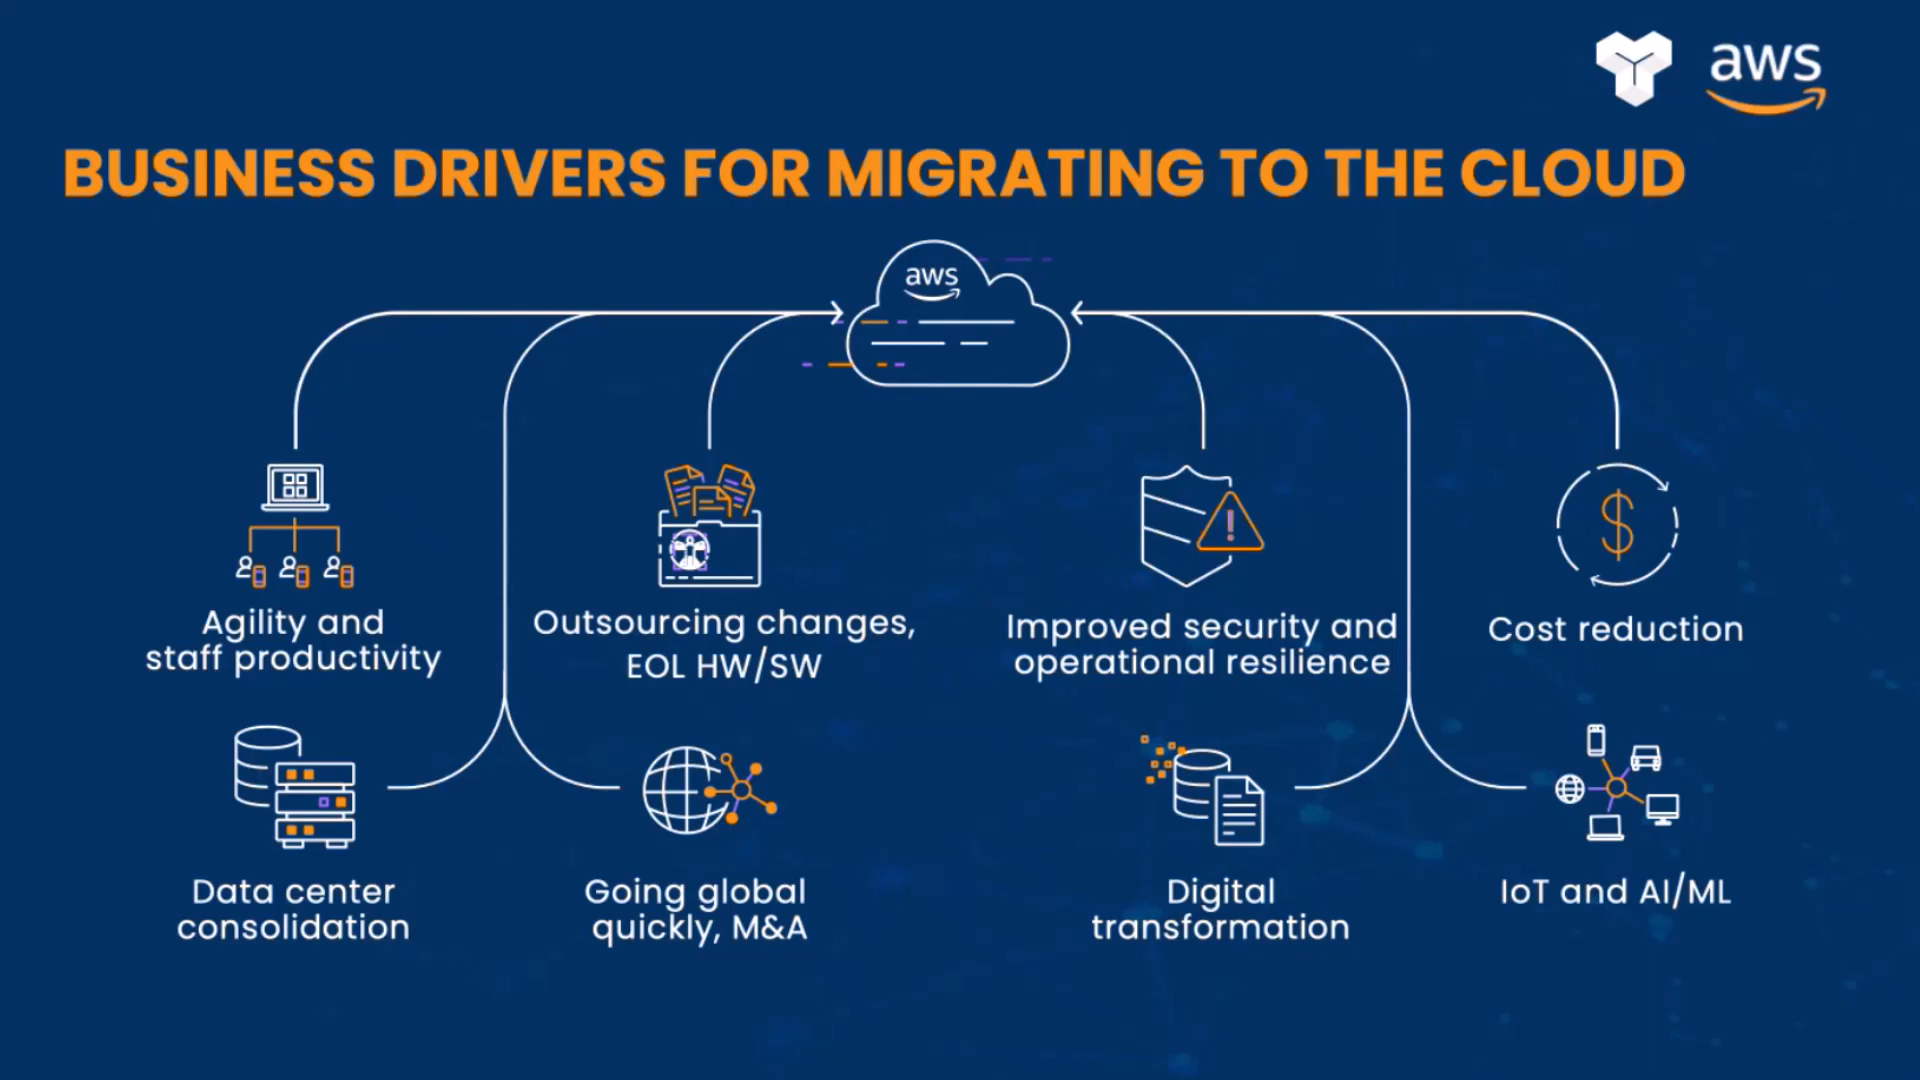 aws
BUSINESS DRIVERS FOR MIGRATING TO THE CLOUD
aws
Agility and
staff productivity
Outsourcing changes,
EOL HW/SW
Improved security and
operational resilience
Cost reduction
Data center
consolidation
Going global
quickly, M&A
Digital
transformation
IoT and AI/ML